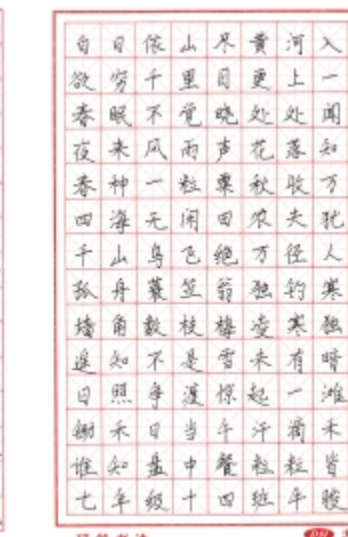 白日依山尽黄河入
欲穷千里目更上一
春眠不觉晓处处闻
夜来风雨声花落知
春种一粒粟秋收万
四海无闲田农夫犹
千山鸟飞绝万径人
孤舟蓑笠翁独钓寒
墙角数枝梅凌寒独
遥知不是雪未有暗
日照争渡惊起一滩
锄禾日当午汗滴禾
谁知盘中餐粒粒皆
七年级十四班